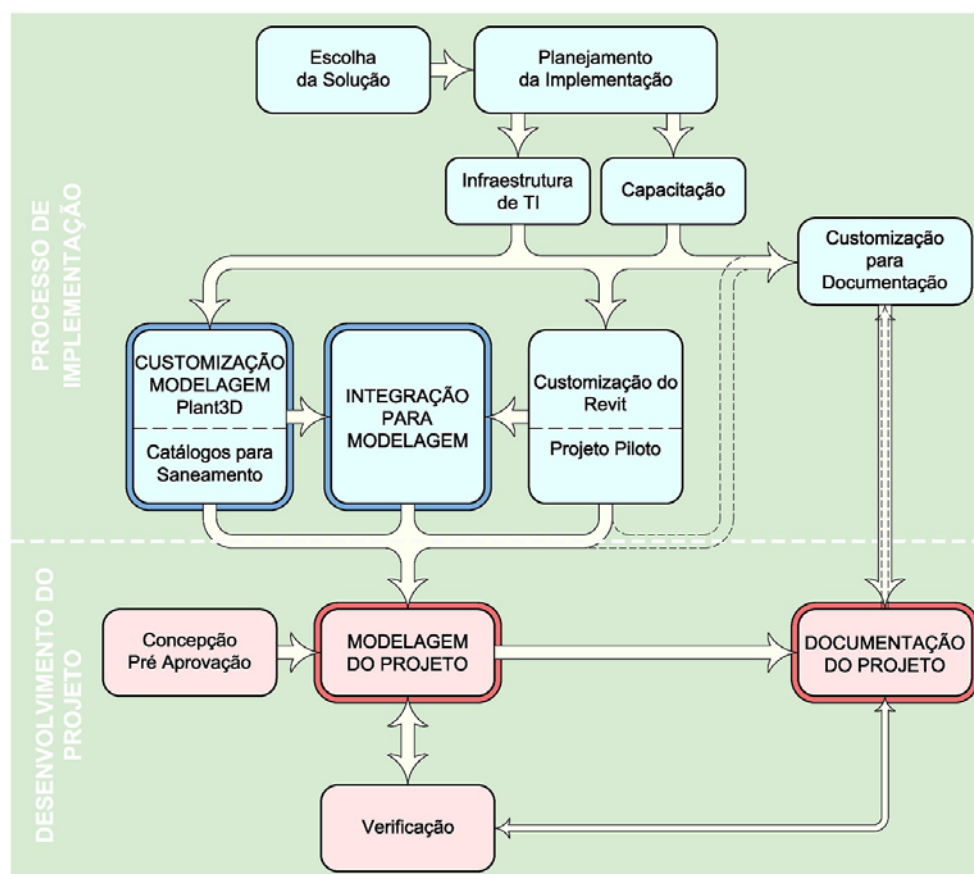 PROCESSO DE
IMPLEMENTAÇÃO
Escolha
da Solução
Planejamento
da Implementação
Infraestrutura
de TI
Capacitação
Customização
para
Documentação
CUSTOMIZAÇÃO
MODELAGEM
Plant3D
Catálogos para
Saneamento
INTEGRAÇÃO
PARA
MODELAGEM
Customização do
Revit
Projeto Piloto
DESENVOLVIMENTO DO
PROJETO
Concepção
Pré Aprovação
MODELAGEM
DO PROJETO
DOCUMENTAÇÃO
DO PROJETO
Verificação